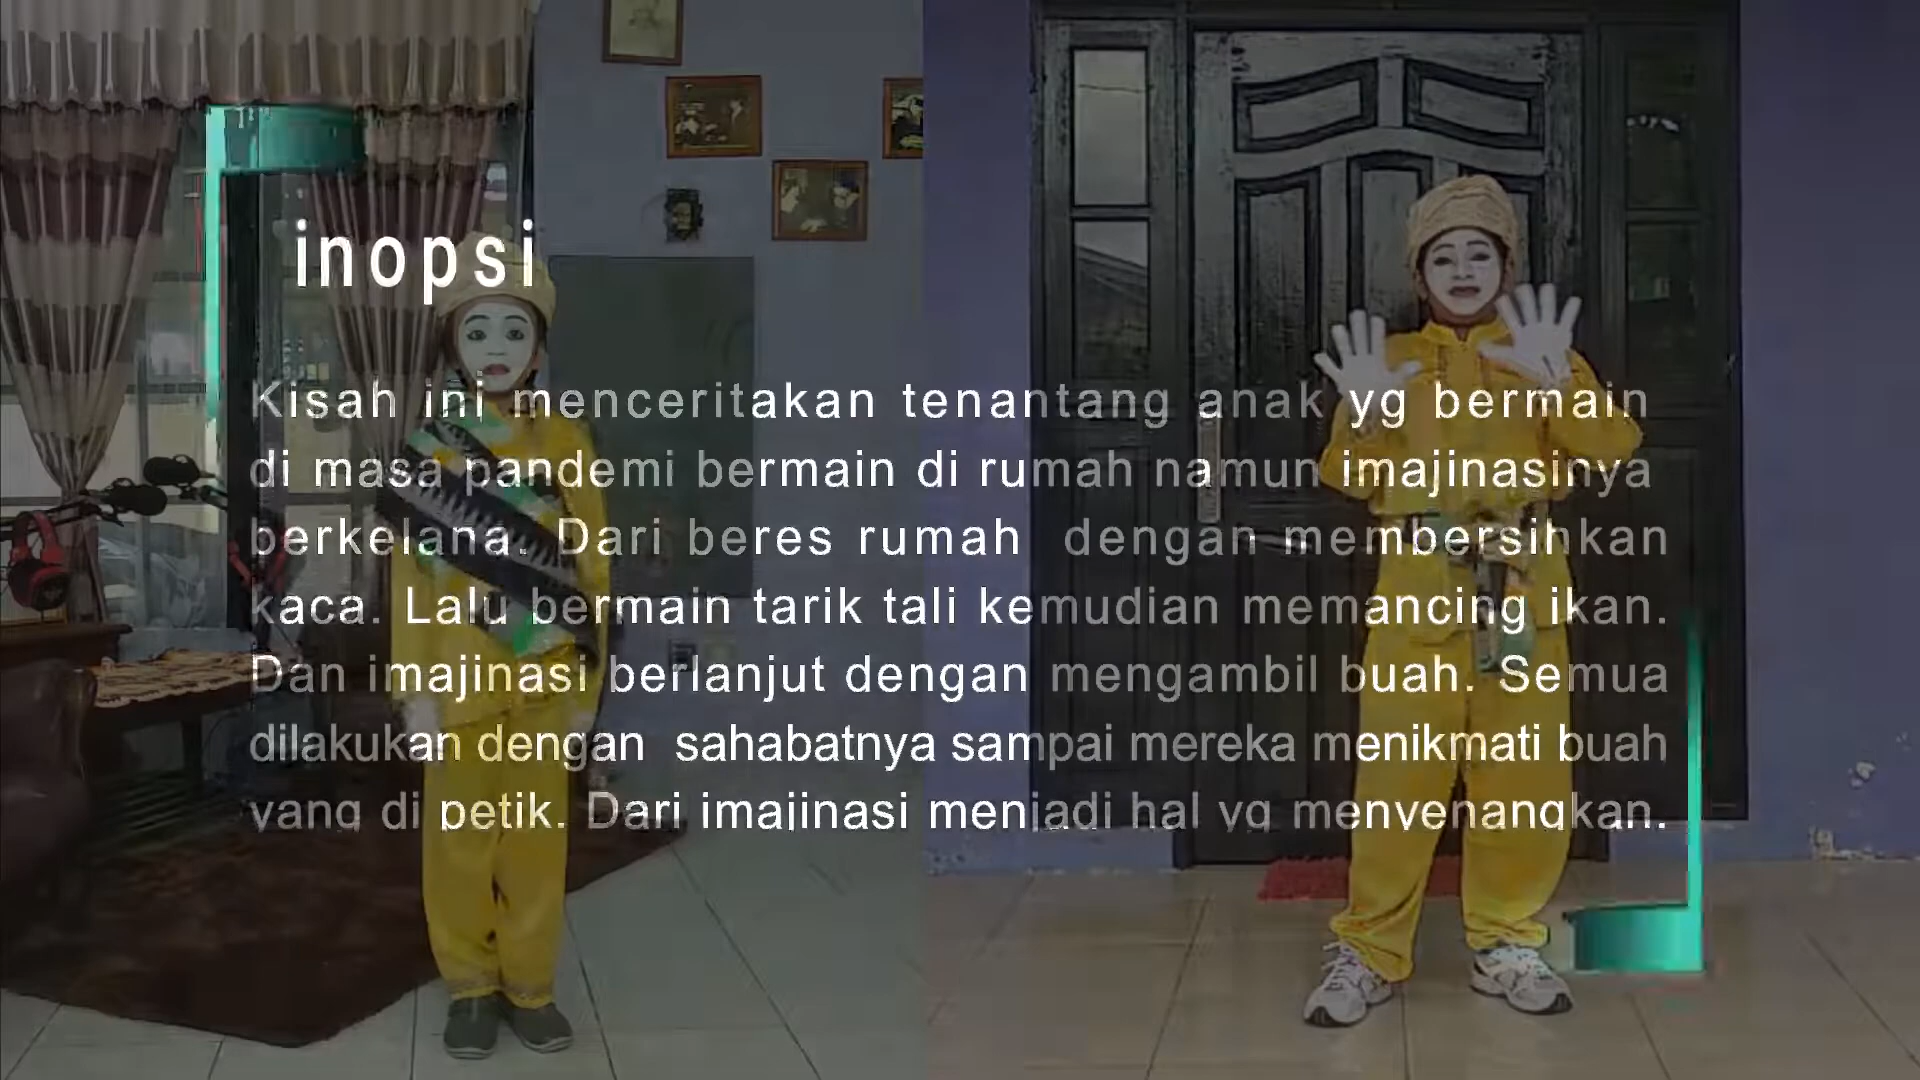 inopsi
Kisah ini menceritakan tenantang anak yg bermain
di masa pandemi bermain di rumah namun imajinasinya
berkelana. Dari beres rumah dengan membersihkan
kaca. Lalu bermain tarik tali kemudian memancing ikan.
Dan imajinasi berlanjut dengan mengambil buah. Semua
dilakukan dengan sahabatnya sampai mereka menikmati buah
yang di petik. Dari imajinasi menjadi hal yg menyenangkan.